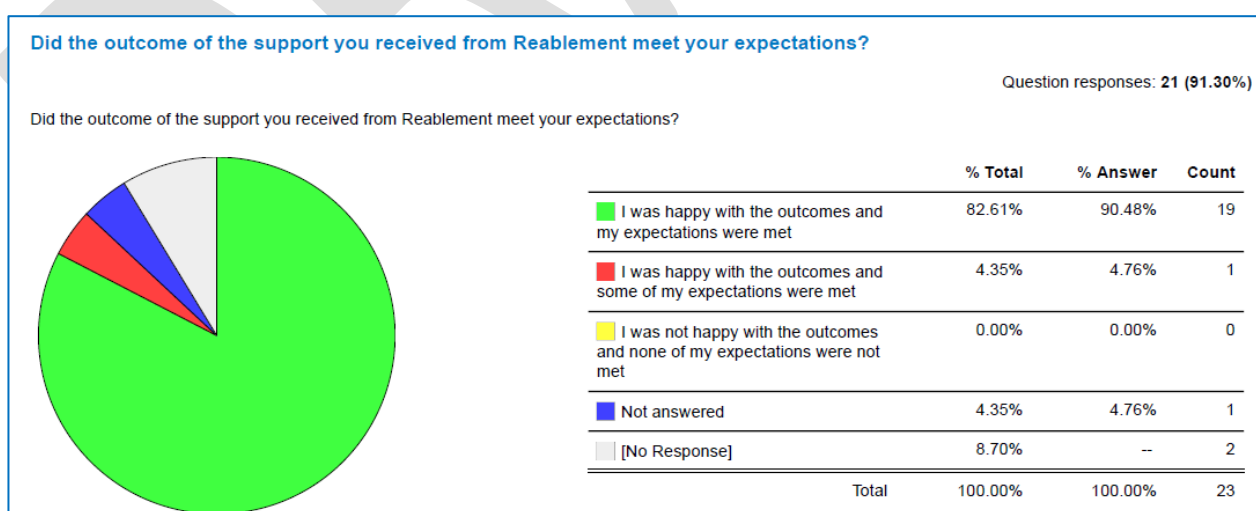 Did the outcome of the support you received from Reablement meet your expectations?
Question responses: 21 (91.30%)
Did the outcome of the support you received from Reablement meet your expectations?
% Total % Answer Count
I was happy with the outcomes and 82.61% 90.48% 19
my expectations were met
I was happy with the outcomes and 4.35% 4.76% 1
some of my expectations were met
I was not happy with the outcomes 0.00% 0.00% 0
and none of my expectations were not
met
Not answered 4.35% 4.76% 1
[No Response] 8.70% -- 2
Total 100.00% 100.00% 23